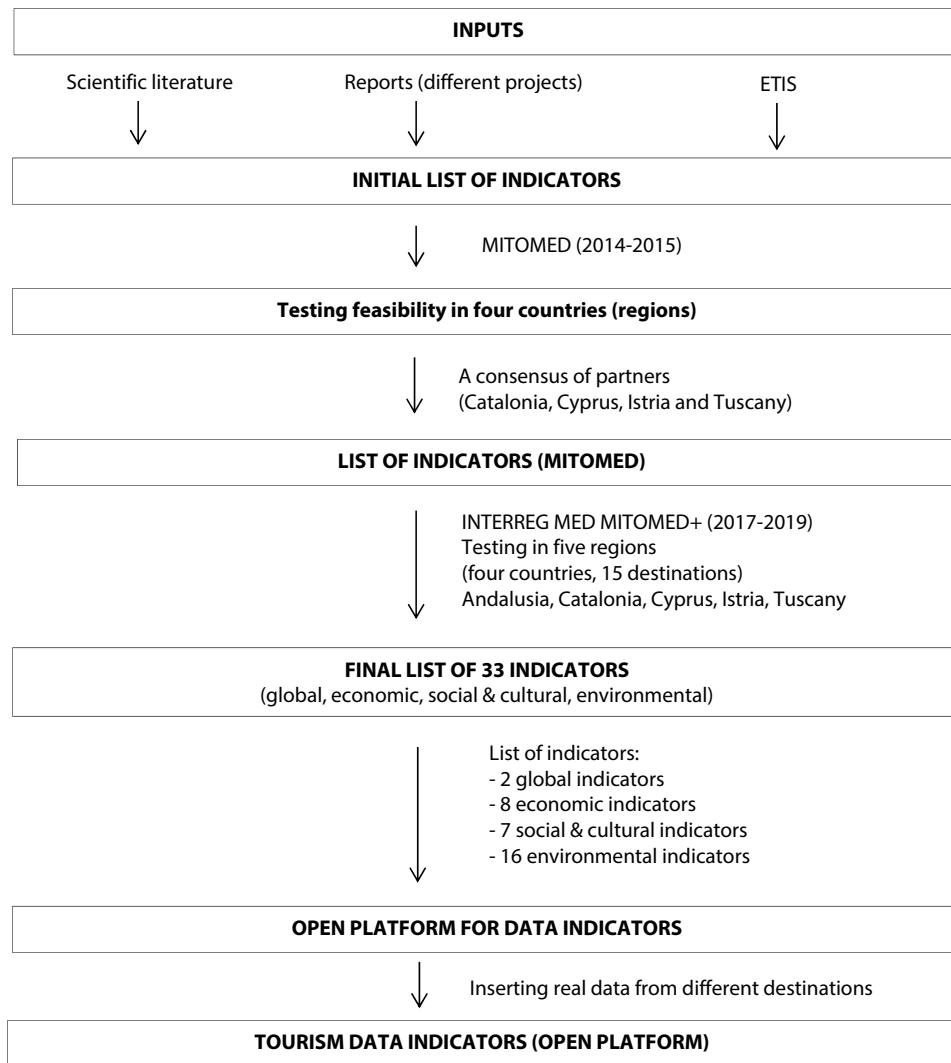 INPUTS
Scientific literature
Reports (different projects)
ETIS
INITIAL LIST OF INDICATORS
MITOMED (2014-2015)
Testing feasibility in four countries (regions)
A consensus of partners
(Catalonia, Cyprus, Istria and Tuscany)
LIST OF INDICATORS (MITOMED)
INTERREG MED MITOMED+ (2017-2019)
Testing in five regions
(four countries, 15 destinations)
Andalusia, Catalonia, Cyprus, Istria, Tuscany
FINAL LIST OF 33 INDICATORS
(global, economic, social & cultural, environmental)
List of indicators:
- 2 global indicators
- 8 economic indicators
- 7 social & cultural indicators
- 16 environmental indicators
OPEN PLATFORM FOR DATA INDICATORS
Inserting real data from different destinations
TOURISM DATA INDICATORS (OPEN PLATFORM)